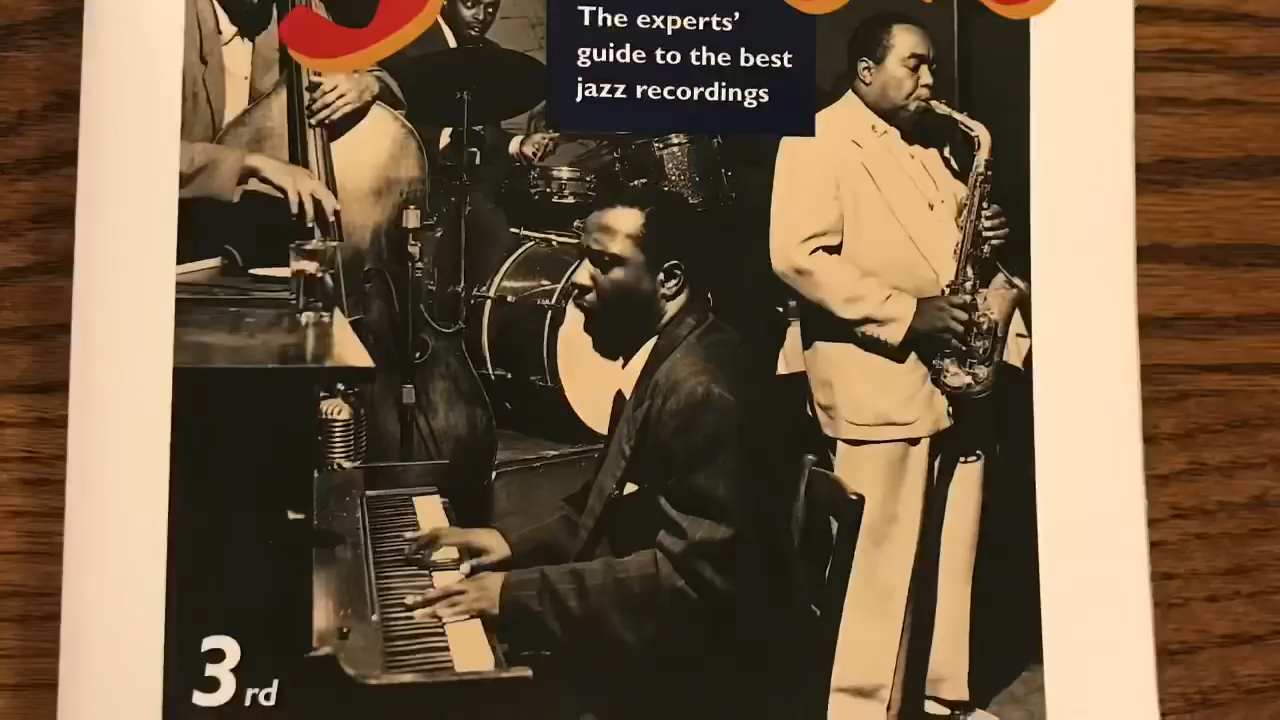 The experts'
guide to the best
jazz recordings
3rd